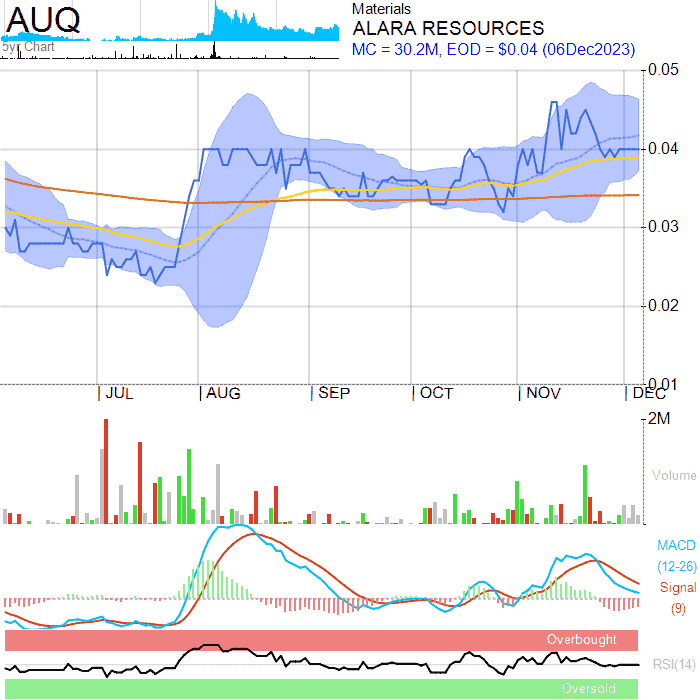 AUQ
5yr Chart
Materials
ALARA RESOURCES
MC = 30.2M, EOD = $0.04 (06Dec2023)
0.05
0.04
0.03
0.02
0.01
JUL AUG SEP OCT NOV DEC
2M
Volume
MACD
(12-26)
Signal
(9)
Overbought
RSI(14)
Oversold